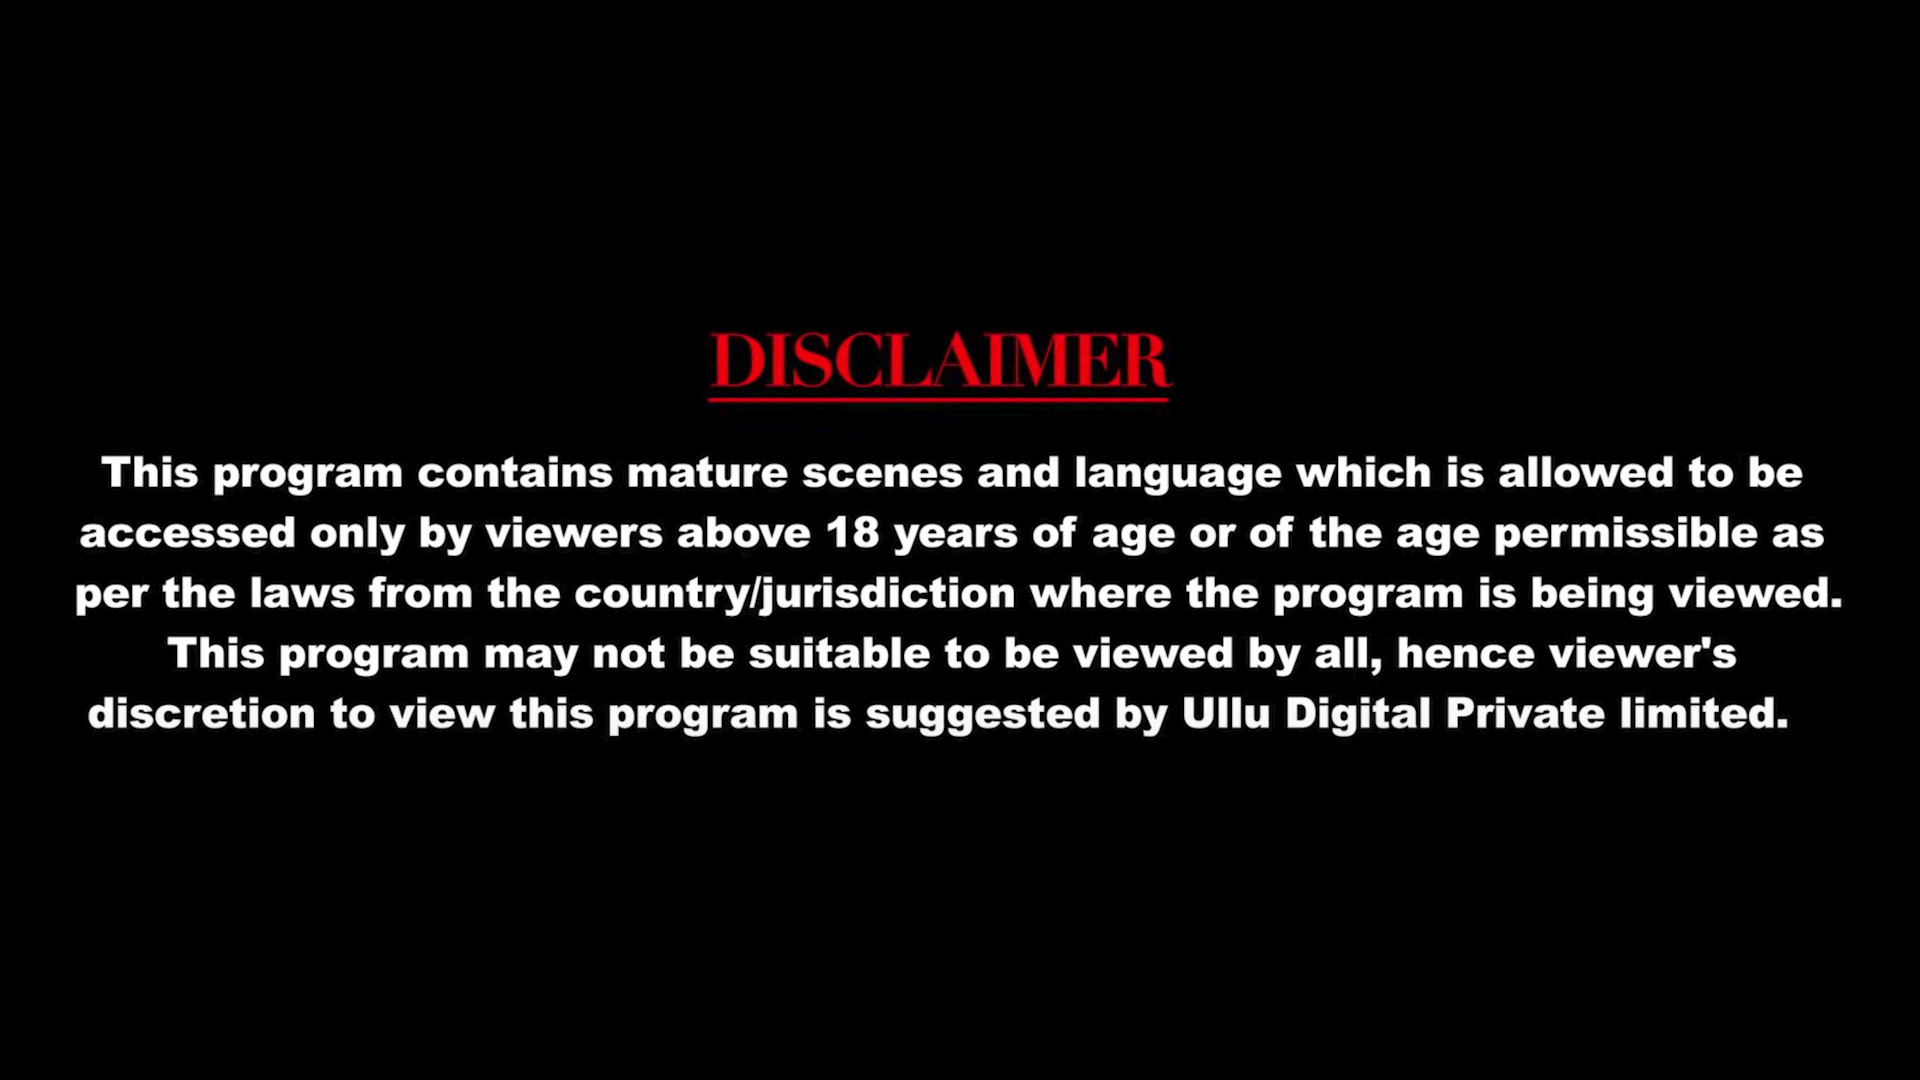 DISCLAIMER
This program contains mature scenes and language which is allowed to be
accessed only by viewers above 18 years of age or of the age permissible as
per the laws from the country/jurisdiction where the program is being viewed.
This program may not be suitable to be viewed by all, hence viewer's
discretion to view this program is suggested by Ullu Digital Private limited.